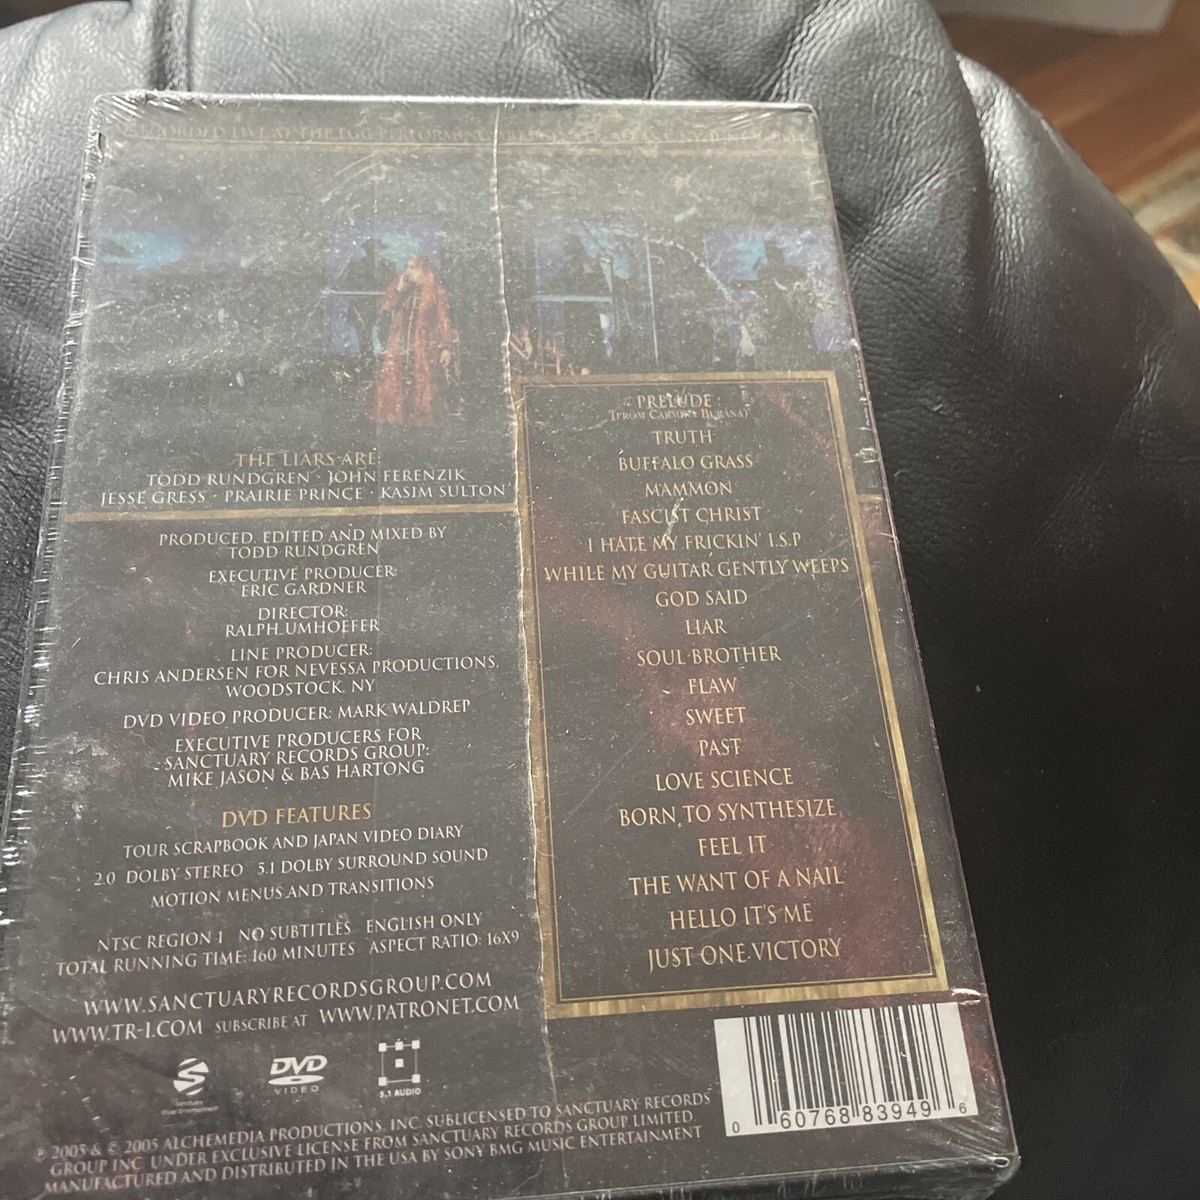 RECORDED LIVE AT THE EGG PERFORMING
THE LIARS ARE:
TODD RUNDGREN · JOHN FERENZIK
JESSE GRESS · PRAIRIE PRINCE · KASIM SULTON
PRODUCED, EDITED AND MIXED BY
TODD RUNDGREN
EXECUTIVE PRODUCER:
ERIC GARDNER
DIRECTOR:
RALPH UMHOEFER
LINE PRODUCER:
CHRIS ANDERSEN FOR NEVESSA PRODUCTIONS,
WOODSTOCK, NY
DVD VIDEO PRODUCER: MARK WALDREP
EXECUTIVE PRODUCERS FOR
SANCTUARY RECORDS GROUP:
MIKE JASON & BAS HARTONG
DVD FEATURES
TOUR SCRAPBOOK AND JAPAN VIDEO DIARY
2.0 DOLBY STEREO 5.1 DOLBY SURROUND SOUND
MOTION MENUS AND TRANSITIONS
NTSC REGION 1 NO SUBTITLES ENGLISH ONLY
TOTAL RUNNING TIME: 160 MINUTES ASPECT RATIO: 16X9
WWW.SANCTUARYRECORDSGROUP.COM
WWW.TR-I.COM SUBSCRIBE AT WWW.PATRONET.COM
PRELUDE
(FROM CARMINA BURANA)
TRUTH
BUFFALO GRASS
MAMMON
FASCIST CHRIST
I HATE MY FRICKIN' I.S.P
WHILE MY GUITAR GENTLY WEEPS
GOD SAID
LIAR
SOUL BROTHER
FLAW
SWEET
PAST
LOVE SCIENCE
BORN TO SYNTHESIZE
FEEL IT
THE WANT OF A NAIL
HELLO IT'S ME
JUST ONE VICTORY
DVD
VIDEO
5.1 AUDIO
℗ 2005 & © 2005 ALCHEMEDIA PRODUCTIONS, INC. SUBLICENSED TO SANCTUARY RECORDS
GROUP INC. UNDER EXCLUSIVE LICENSE FROM SANCTUARY RECORDS GROUP LIMITED
MANUFACTURED AND DISTRIBUTED IN THE USA BY SONY BMG MUSIC ENTERTAINMENT
0 60768 83949 6